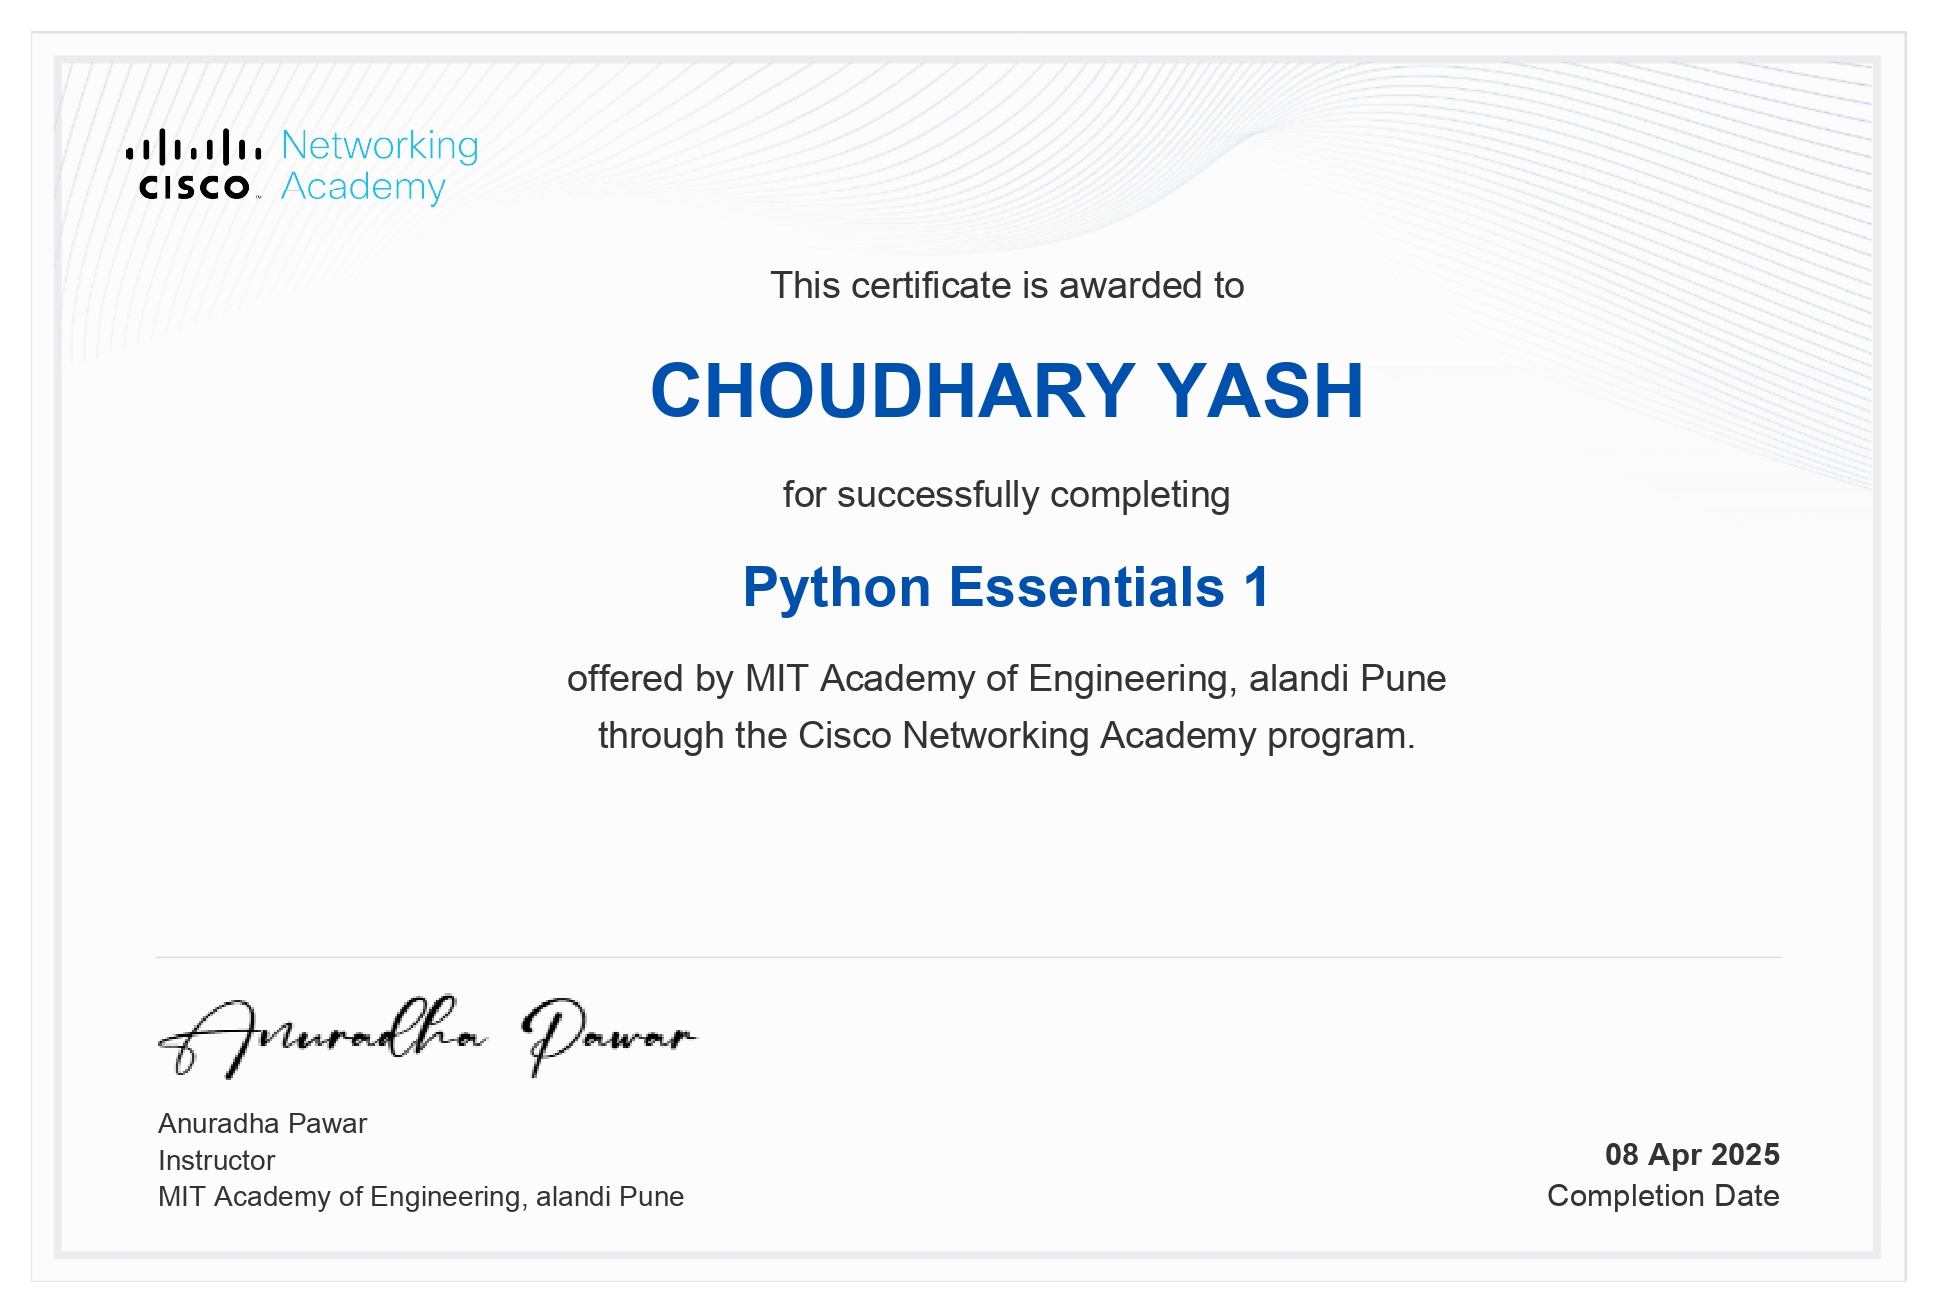 Networking
Academy
CISCO™
This certificate is awarded to
CHOUDHARY YASH
for successfully completing
Python Essentials 1
offered by MIT Academy of Engineering, alandi Pune
through the Cisco Networking Academy program.
Anuradha Pawar
Anuradha Pawar
Instructor
MIT Academy of Engineering, alandi Pune
08 Apr 2025
Completion Date